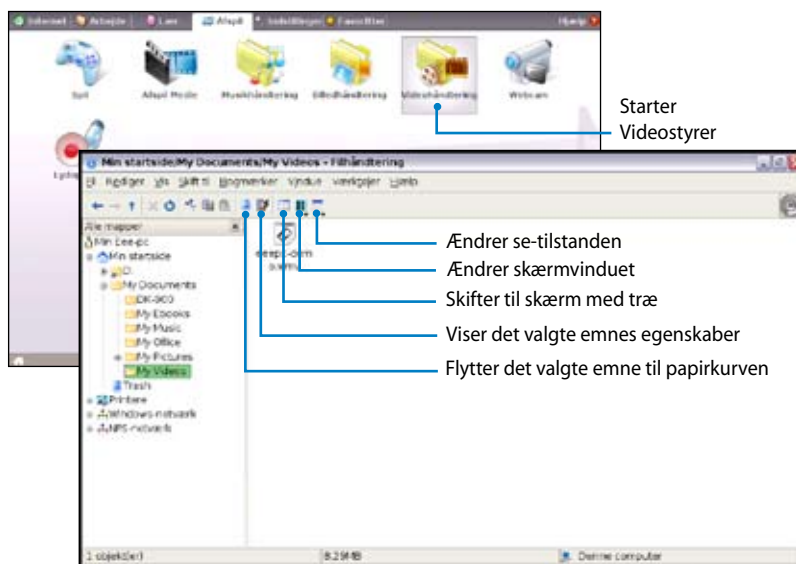 Internet Arbejde Lær Afspil Indstillinger Favoritter Hjælp
Spil Afspil Medie Musikhåndtering Billedhåndtering Videohåndtering Webcam
Starter
Videostyrer
Min startside/My Documents/My Videos - Filhåndtering
Rediger Vis Skift til Bogmærker Vindue Værktøjer Hjælp
Alle mapper
Min Eee-pc
Min startside
D:
My Documents
DK-900
My Ebooks
My Music
My Office
My Pictures
My Videos
Trash
Printere
Windows-netværk
NFS-netværk
Ændrer se-tilstanden
Ændrer skærmvinduet
Skifter til skærm med træ
Viser det valgte emnes egenskaber
Flytter det valgte emne til papirkurven
1 objekt(er) 8.29MB Denne computer